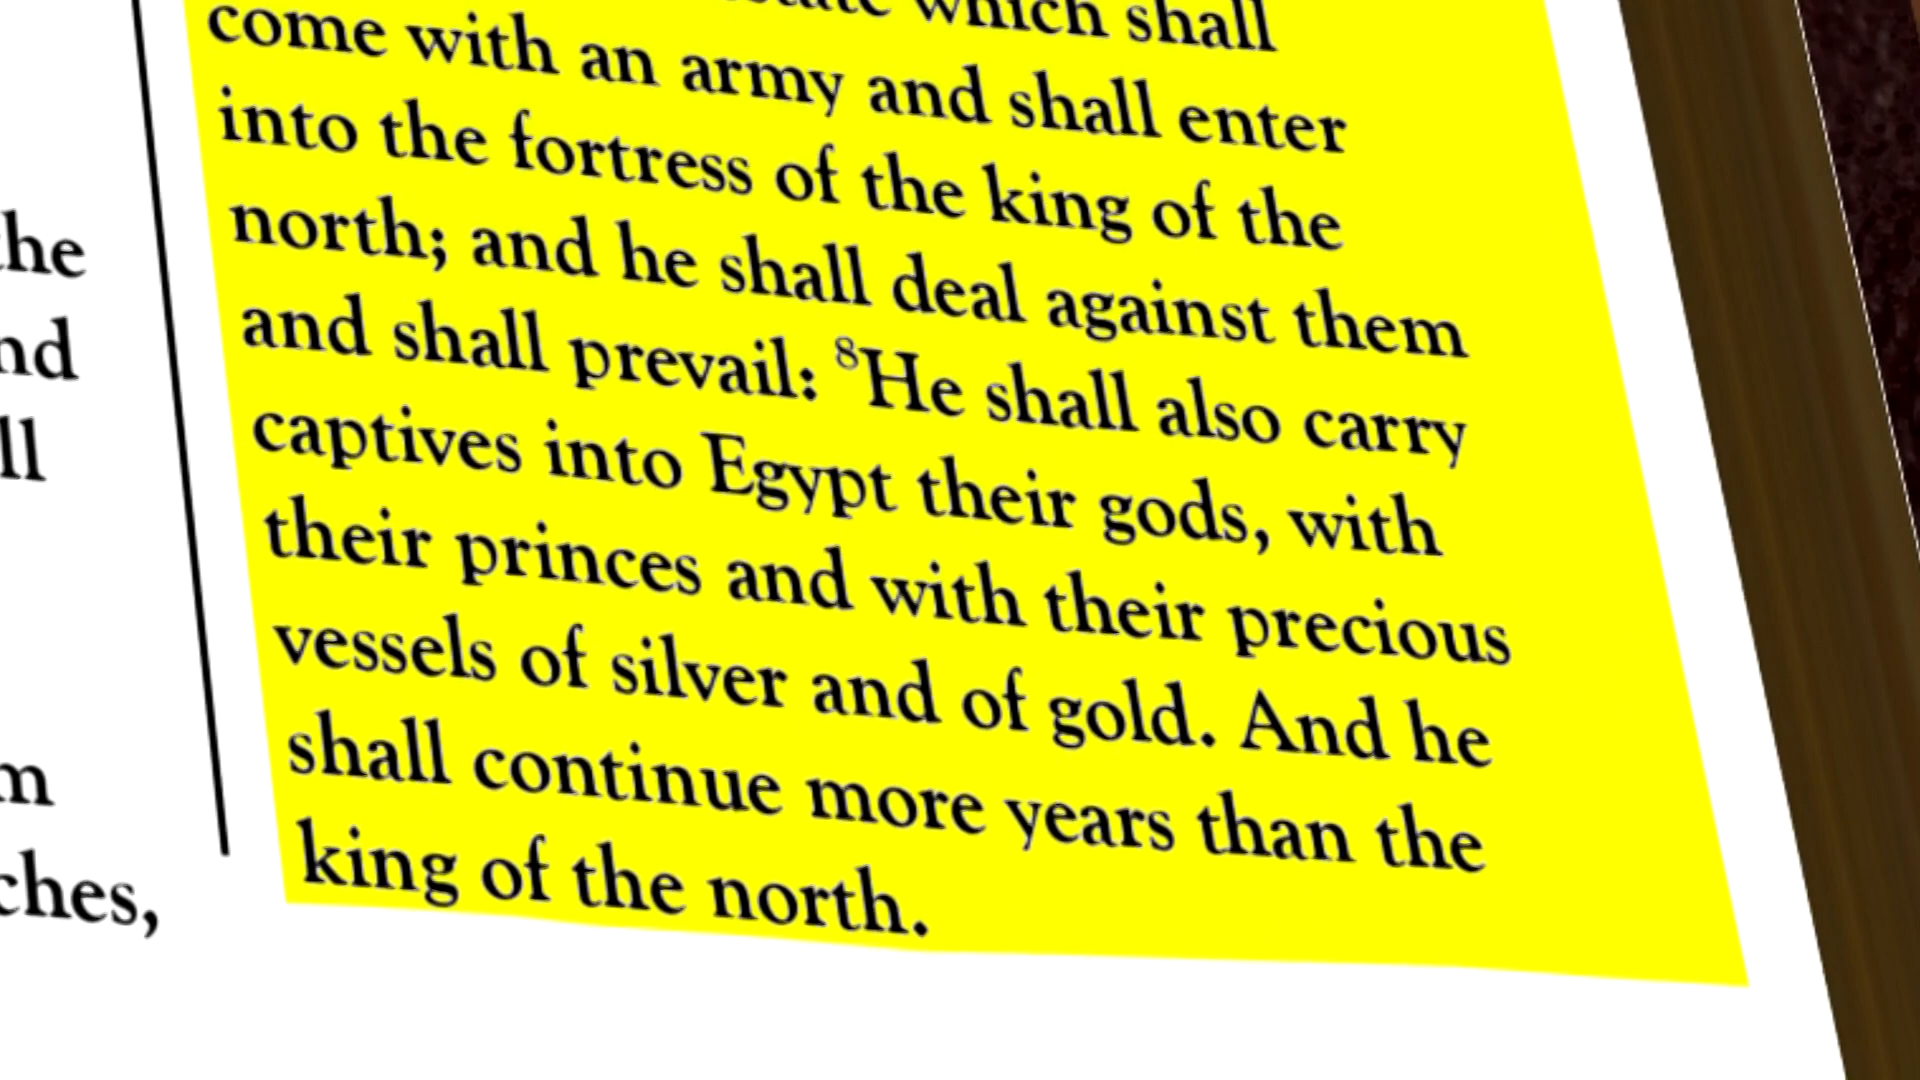 which shall
come with an army and shall enter
into the fortress of the king of the
north; and he shall deal against them
and shall prevail: ⁸He shall also carry
captives into Egypt their gods, with
their princes and with their precious
vessels of silver and of gold. And he
shall continue more years than the
king of the north.